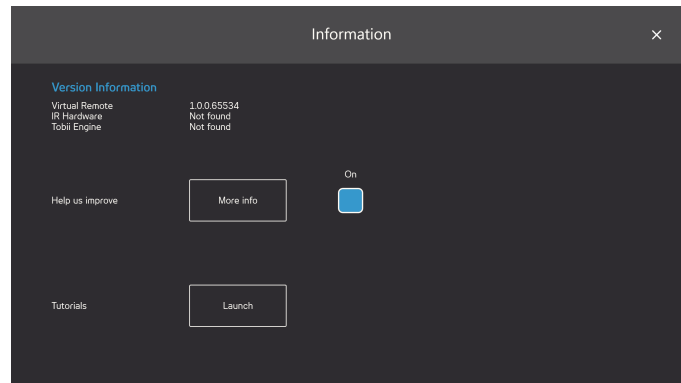 Information
Version Information
Virtual Remote 1.0.0.65534
IR Hardware Not found
Tobii Engine Not found
On
Help us improve More info
Tutorials Launch